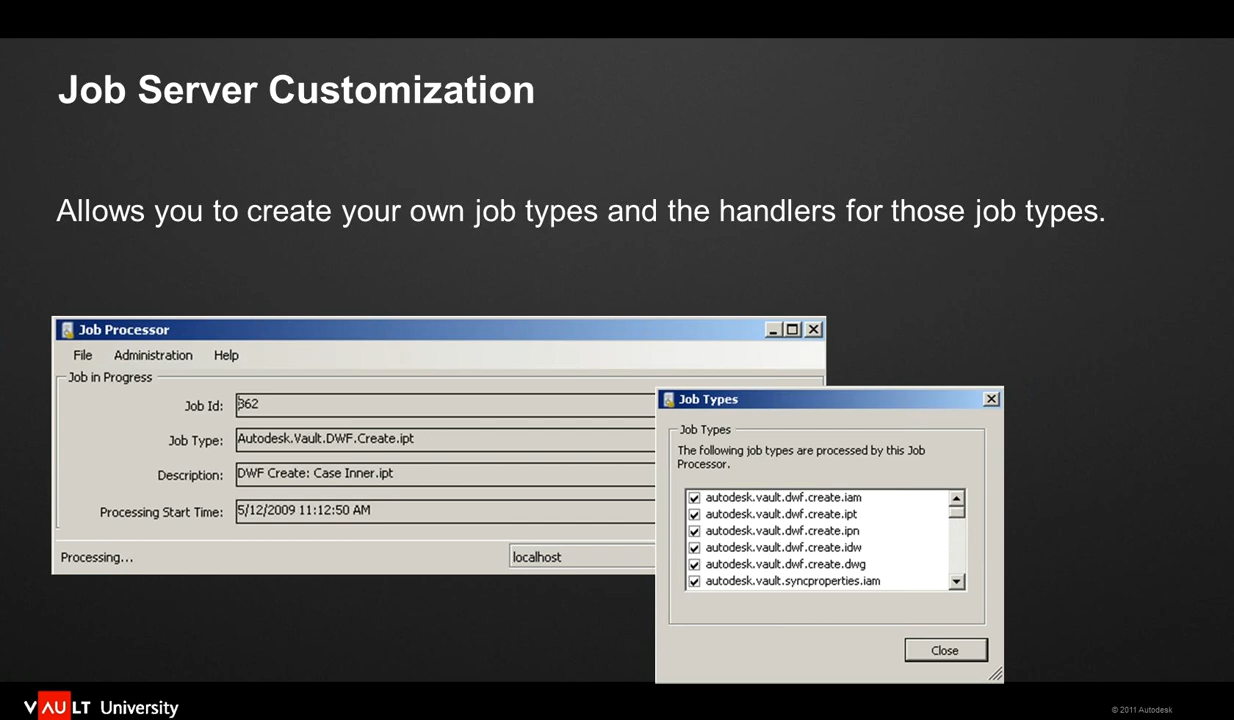 Job Server Customization
Allows you to create your own job types and the handlers for those job types.
Job Processor
File Administration Help
Job in Progress
Job Id: 362
Job Type: Autodesk.Vault.DWF.Create.ipt
Description: DWF Create: Case Inner.ipt
Processing Start Time: 5/12/2009 11:12:50 AM
Processing... localhost
Job Types
Job Types
The following job types are processed by this Job
Processor.
autodesk.vault.dwf.create.iam
autodesk.vault.dwf.create.ipt
autodesk.vault.dwf.create.ipn
autodesk.vault.dwf.create.idw
autodesk.vault.dwf.create.dwg
autodesk.vault.syncproperties.iam
Close
VAULT University
© 2011 Autodesk